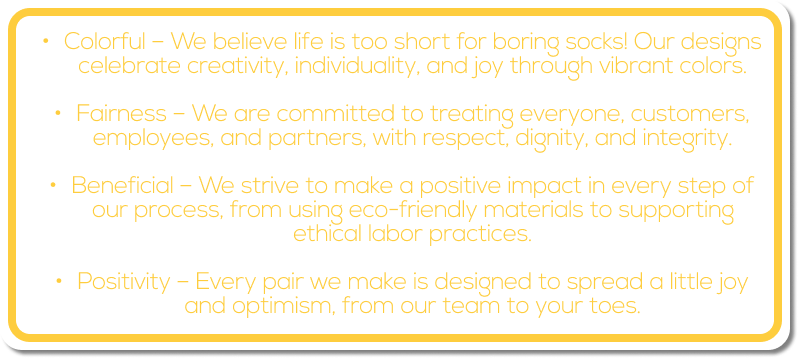 • Colorful – We believe life is too short for boring socks! Our designs
celebrate creativity, individuality, and joy through vibrant colors.
• Fairness – We are committed to treating everyone, customers,
employees, and partners, with respect, dignity, and integrity.
• Beneficial – We strive to make a positive impact in every step of
our process, from using eco-friendly materials to supporting
ethical labor practices.
• Positivity – Every pair we make is designed to spread a little joy
and optimism, from our team to your toes.